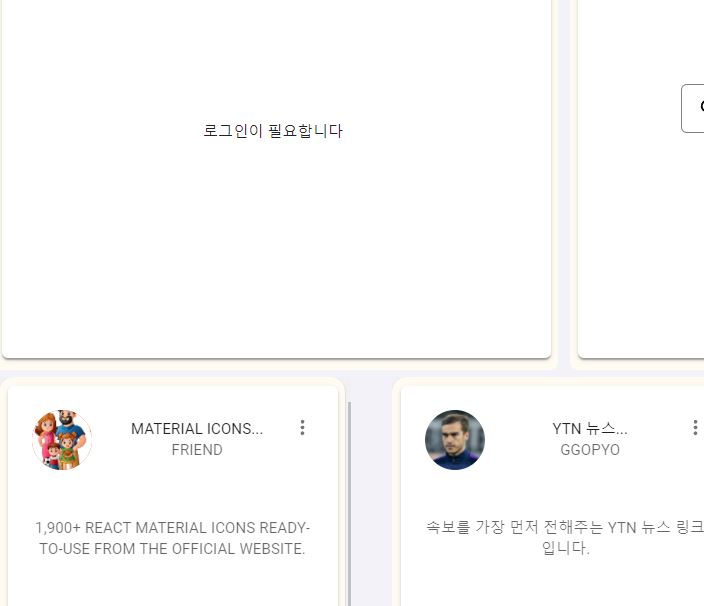 로그인이 필요합니다
MATERIAL ICONS...
FRIEND
1,900+ REACT MATERIAL ICONS READY-
TO-USE FROM THE OFFICIAL WEBSITE.
YTN 뉴스...
GGOPYO
속보를 가장 먼저 전해주는 YTN 뉴스 링크
입니다.